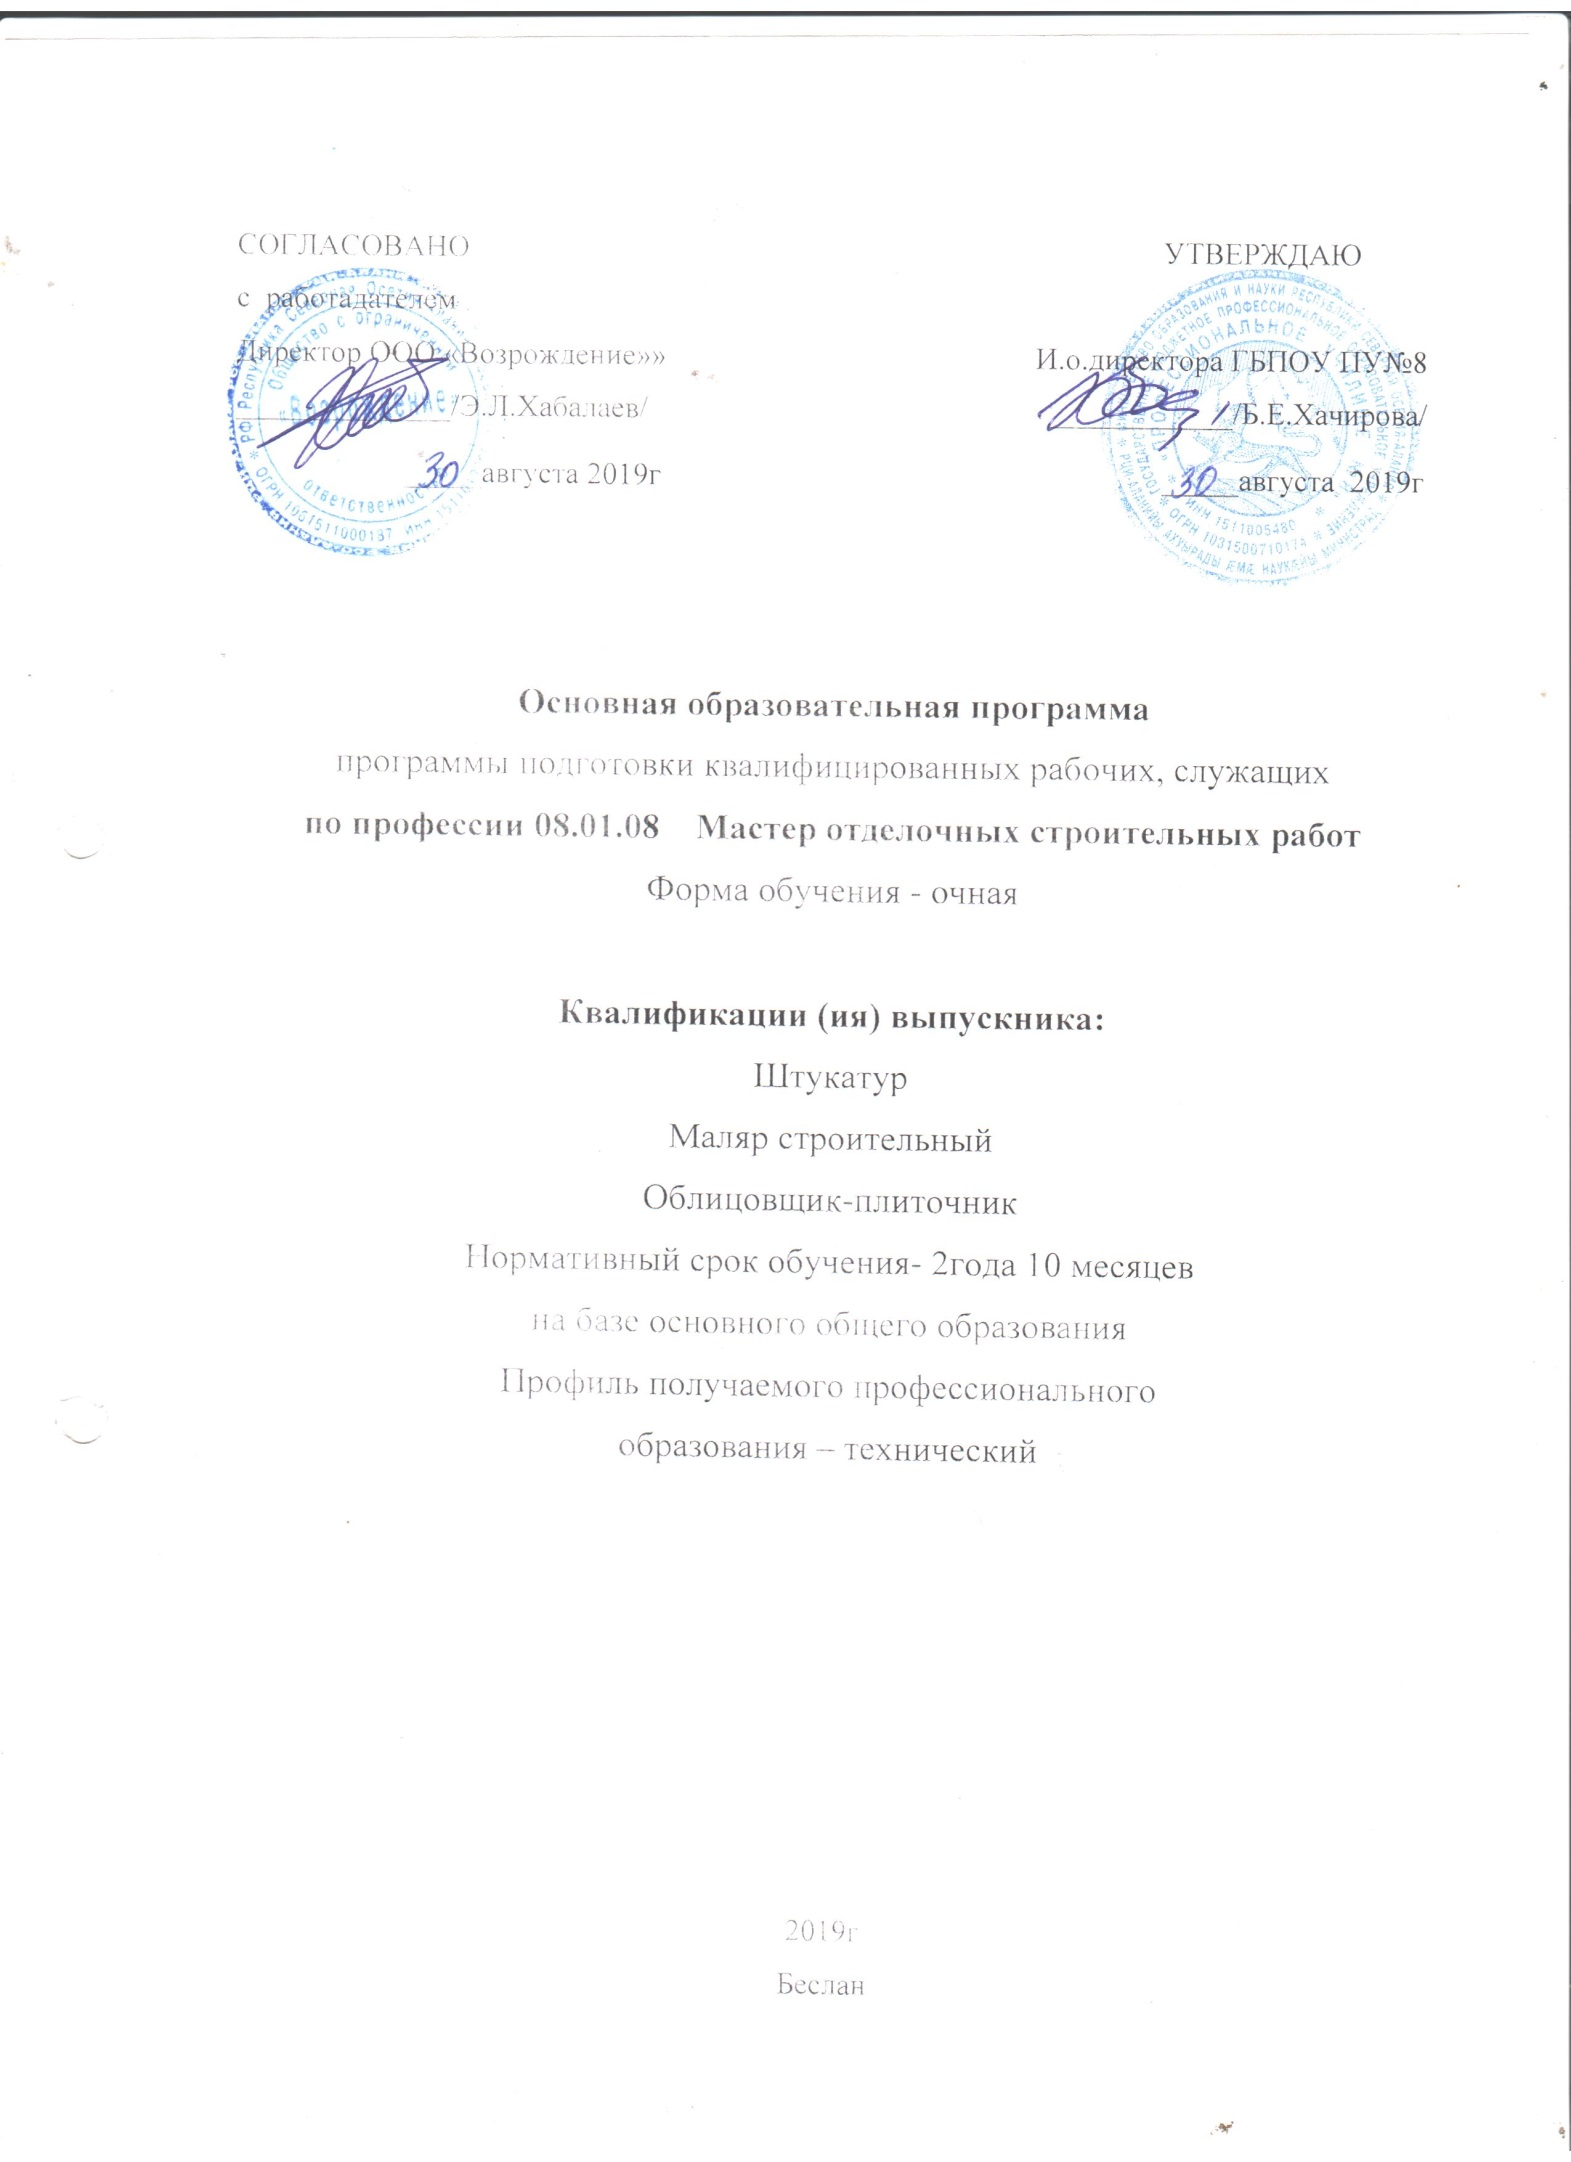 СОГЛАСОВАНО
с работадателем
Директор ООО «Возрождение»»
/Э.Л.Хабалаев/
30 августа 2019г
УТВЕРЖДАЮ
И.о.директора ГБПОУ ПУ№8
/Б.Е.Хачирова/
30 августа 2019г
Основная образовательная программа
программы подготовки квалифицированных рабочих, служащих
по профессии 08.01.08 Мастер отделочных строительных работ
Форма обучения - очная
Квалификации (ия) выпускника:
Штукатур
Маляр строительный
Облицовщик-плиточник
Нормативный срок обучения- 2года 10 месяцев
на базе основного общего образования
Профиль получаемого профессионального
образования – технический
2019г
Беслан